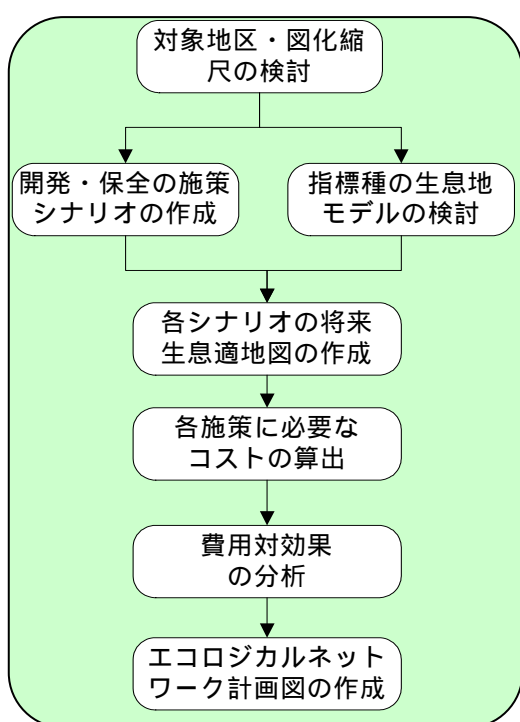 対象地区・図化縮
尺の検討
開発・保全の施策
シナリオの作成
指標種の生息地
モデルの検討
各シナリオの将来
生息適地図の作成
各施策に必要な
コストの算出
費用対効果
の分析
エコロジカルネット
ワーク計画図の作成